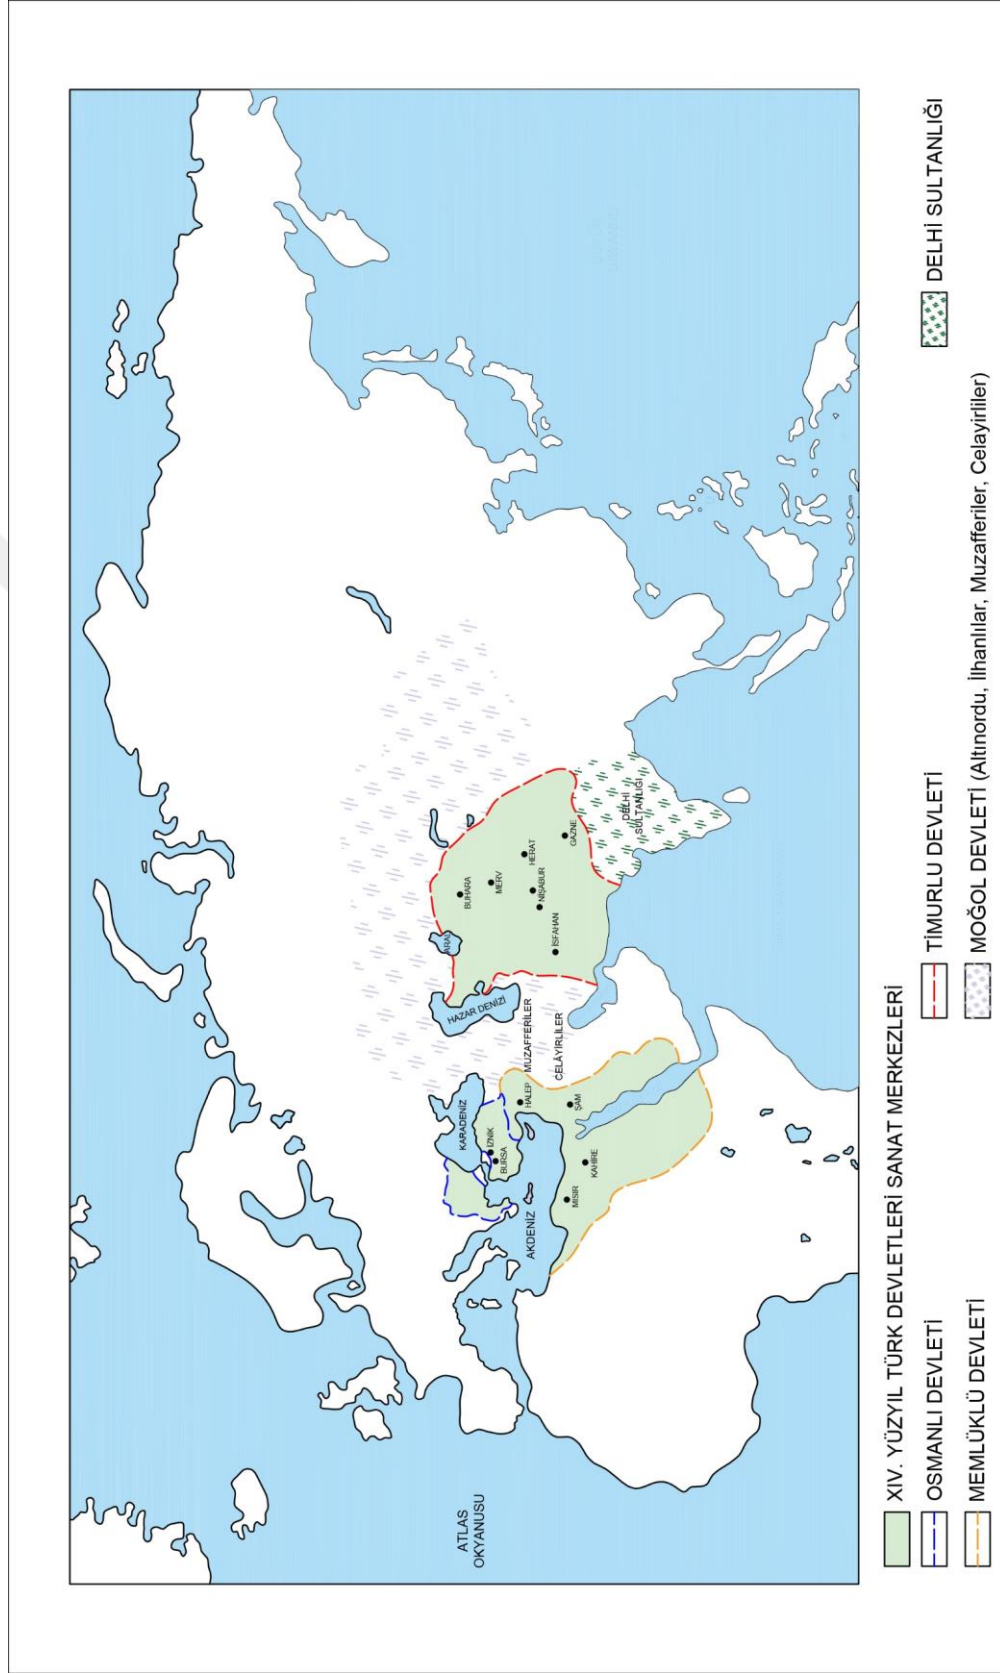 ATLAS
OKYANUSU
KARADENİZ
İZNİK
BURSA
AKDENİZ
HALEP
ŞAM
KAHİRE
MISIR
HAZAR DENİZİ
ARAL
MUZAFFERİLER
CELÂYİRLİLER
BUHARA
MERV
HERAT
NİŞABUR
İSFAHAN
GAZNE
DELHİ
SULTANLIĞI
XIV. YÜZYIL TÜRK DEVLETLERİ SANAT MERKEZLERİ
OSMANLI DEVLETİ
MEMLÜKLÜ DEVLETİ
TİMURLU DEVLETİ
MOĞOL DEVLETİ (Altınordu, İlhanlılar, Muzafferiler, Celayirliler)
DELHİ SULTANLIĞI